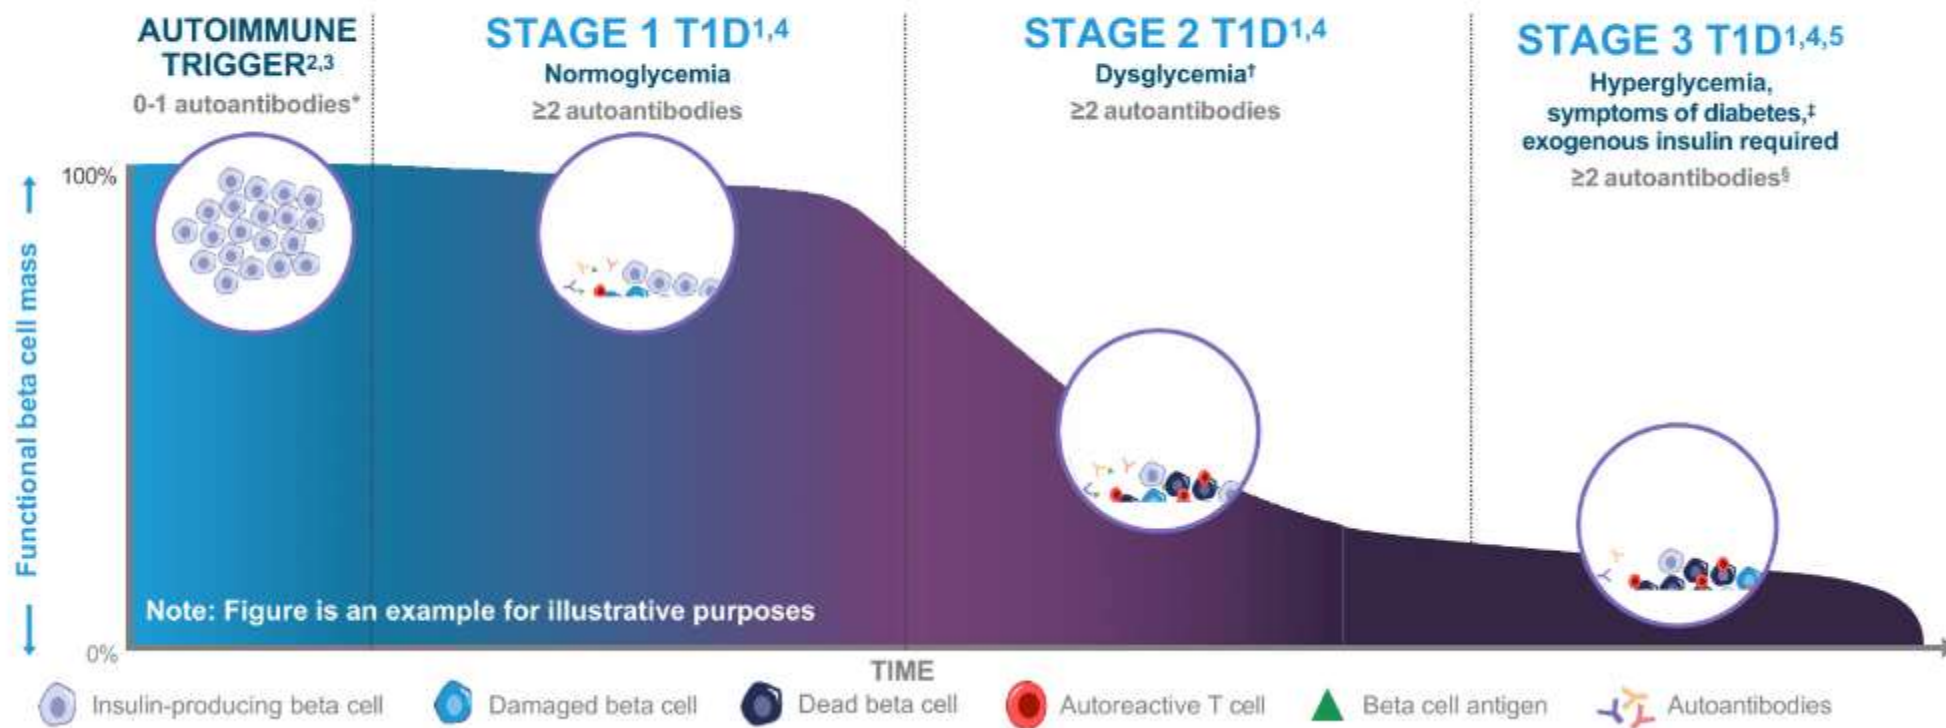 AUTOIMMUNE
TRIGGER2,3
0-1 autoantibodies*
STAGE 1 T1D1,4
Normoglycemia
≥2 autoantibodies
STAGE 2 T1D1,4
Dysglycemia†
≥2 autoantibodies
STAGE 3 T1D1,4,5
Hyperglycemia,
symptoms of diabetes,‡
exogenous insulin required
≥2 autoantibodies§
Functional beta cell mass
100%
0%
Note: Figure is an example for illustrative purposes
TIME
Insulin-producing beta cell
Damaged beta cell
Dead beta cell
Autoreactive T cell
Beta cell antigen
Autoantibodies